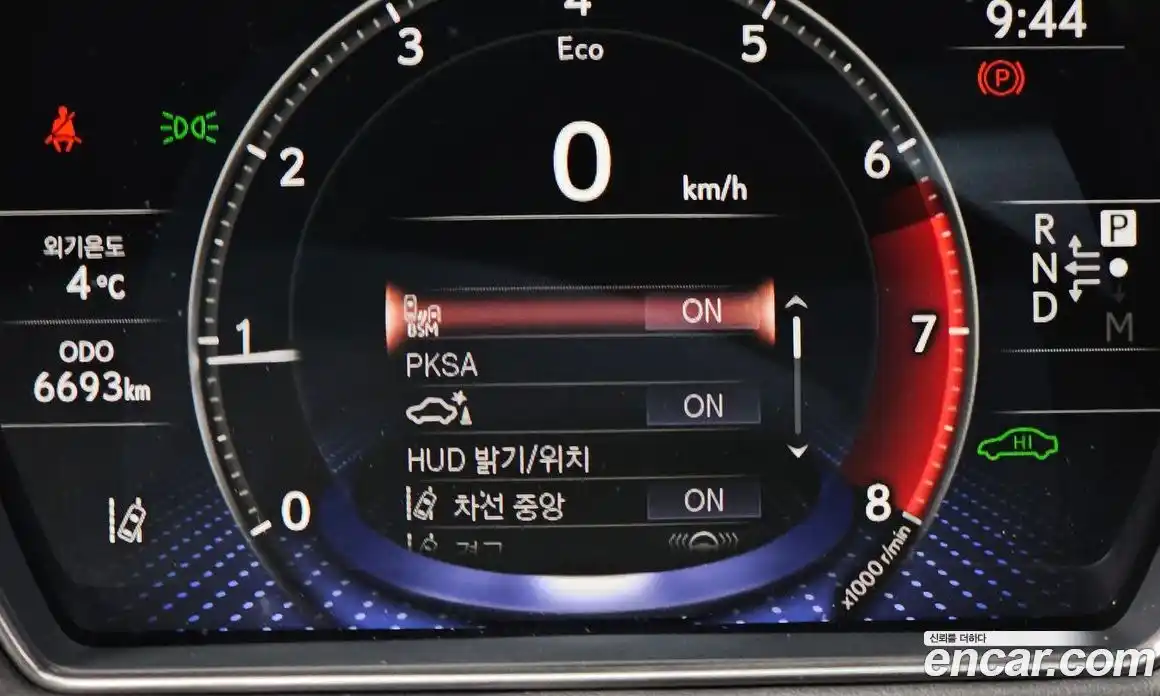 9:44
4
3
5
Eco
(P)
2
0
6
km/h
외기온도
4°C
R P
N
D
M
BSM ON
1
7
ODO
6693km
PKSA
ON
HI
HUD 밝기/위치
0
차선 중앙 ON
8
경고
x1000 r/min
신뢰를 더하다
encar.com